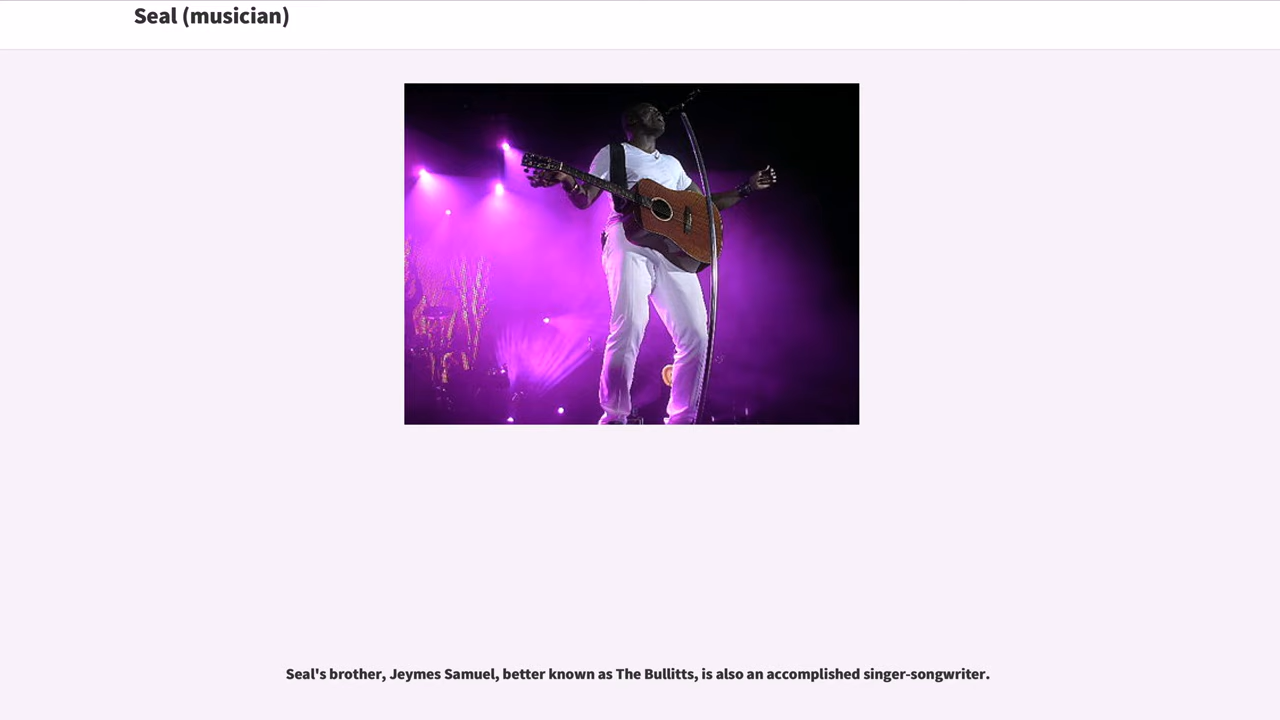 Seal (musician)
Seal's brother, Jeymes Samuel, better known as The Bullitts, is also an accomplished singer-songwriter.